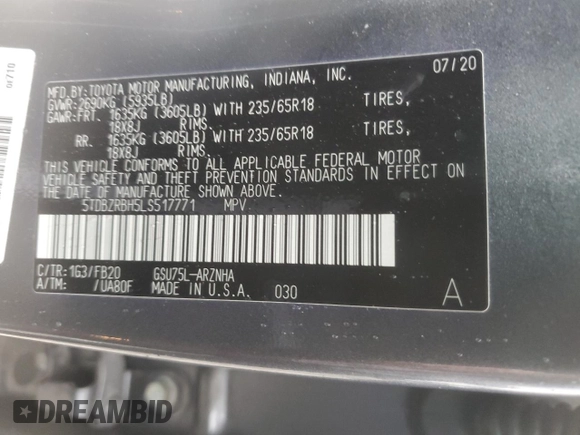 MFD.BY:TOYOTA MOTOR MANUFACTURING, INDIANA, INC. 07/20
GVWR:2690KG (5935LB)
GAWR:FRT. 1635KG (3605LB) WITH 235/65R18 TIRES,
18X8J RIMS.
RR. 1635KG (3605LB) WITH 235/65R18 TIRES,
18X8J RIMS.
THIS VEHICLE CONFORMS TO ALL APPLICABLE FEDERAL MOTOR
VEHICLE SAFETY AND THEFT PREVENTION STANDARDS IN EFFECT ON
THE DATE OF MANUFACTURE SHOWN ABOVE.
5TDBZRBH5LS517771 MPV
C/TR:1G3/FB20 GSU75L-ARZNHA
A/TM: /UA80F MADE IN U.S.A. 030
A
DREAMBID